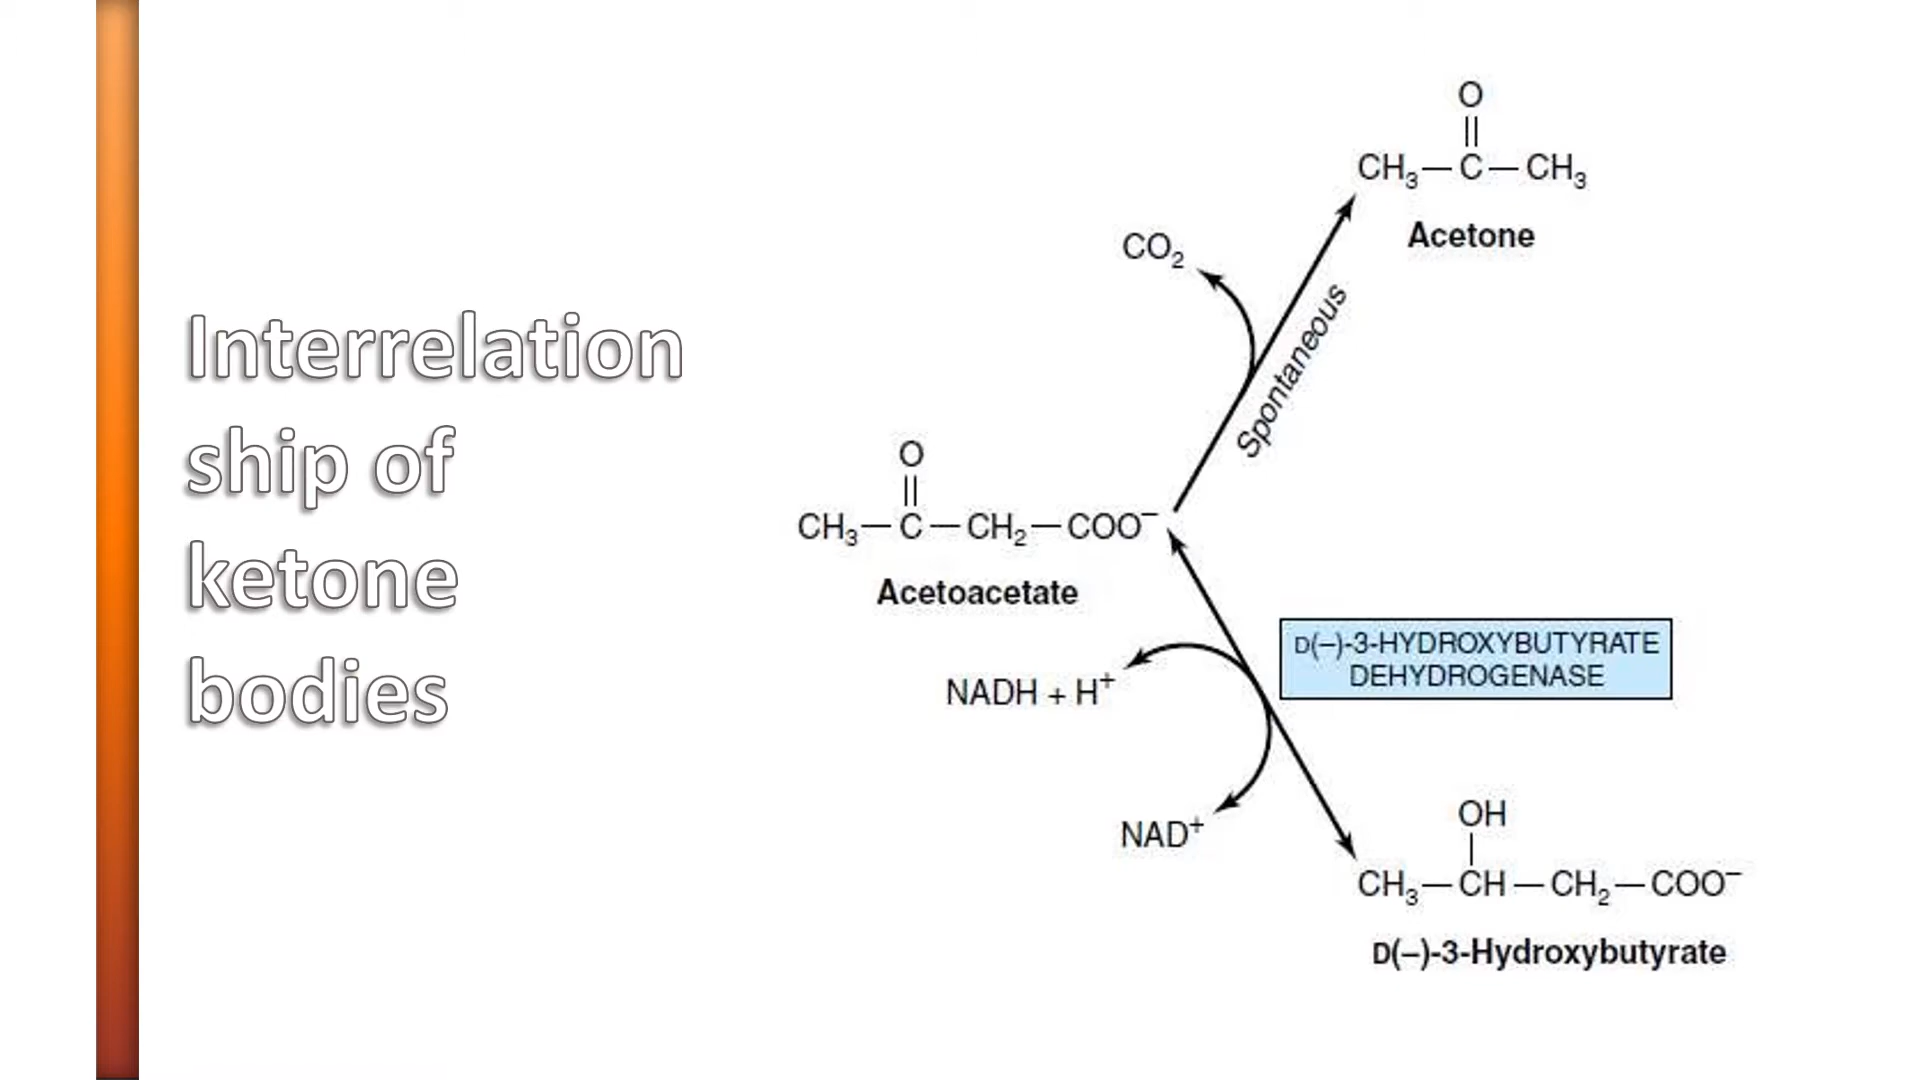 Interrelation
ship of
ketone
bodies
O
||
CH₃—C—CH₃
Acetone
CO₂
Spontaneous
O
||
CH₃—C—CH₂—COO⁻
Acetoacetate
D(–)-3-HYDROXYBUTYRATE
DEHYDROGENASE
NADH + H⁺
NAD⁺
OH
|
CH₃—CH—CH₂—COO⁻
D(–)-3-Hydroxybutyrate